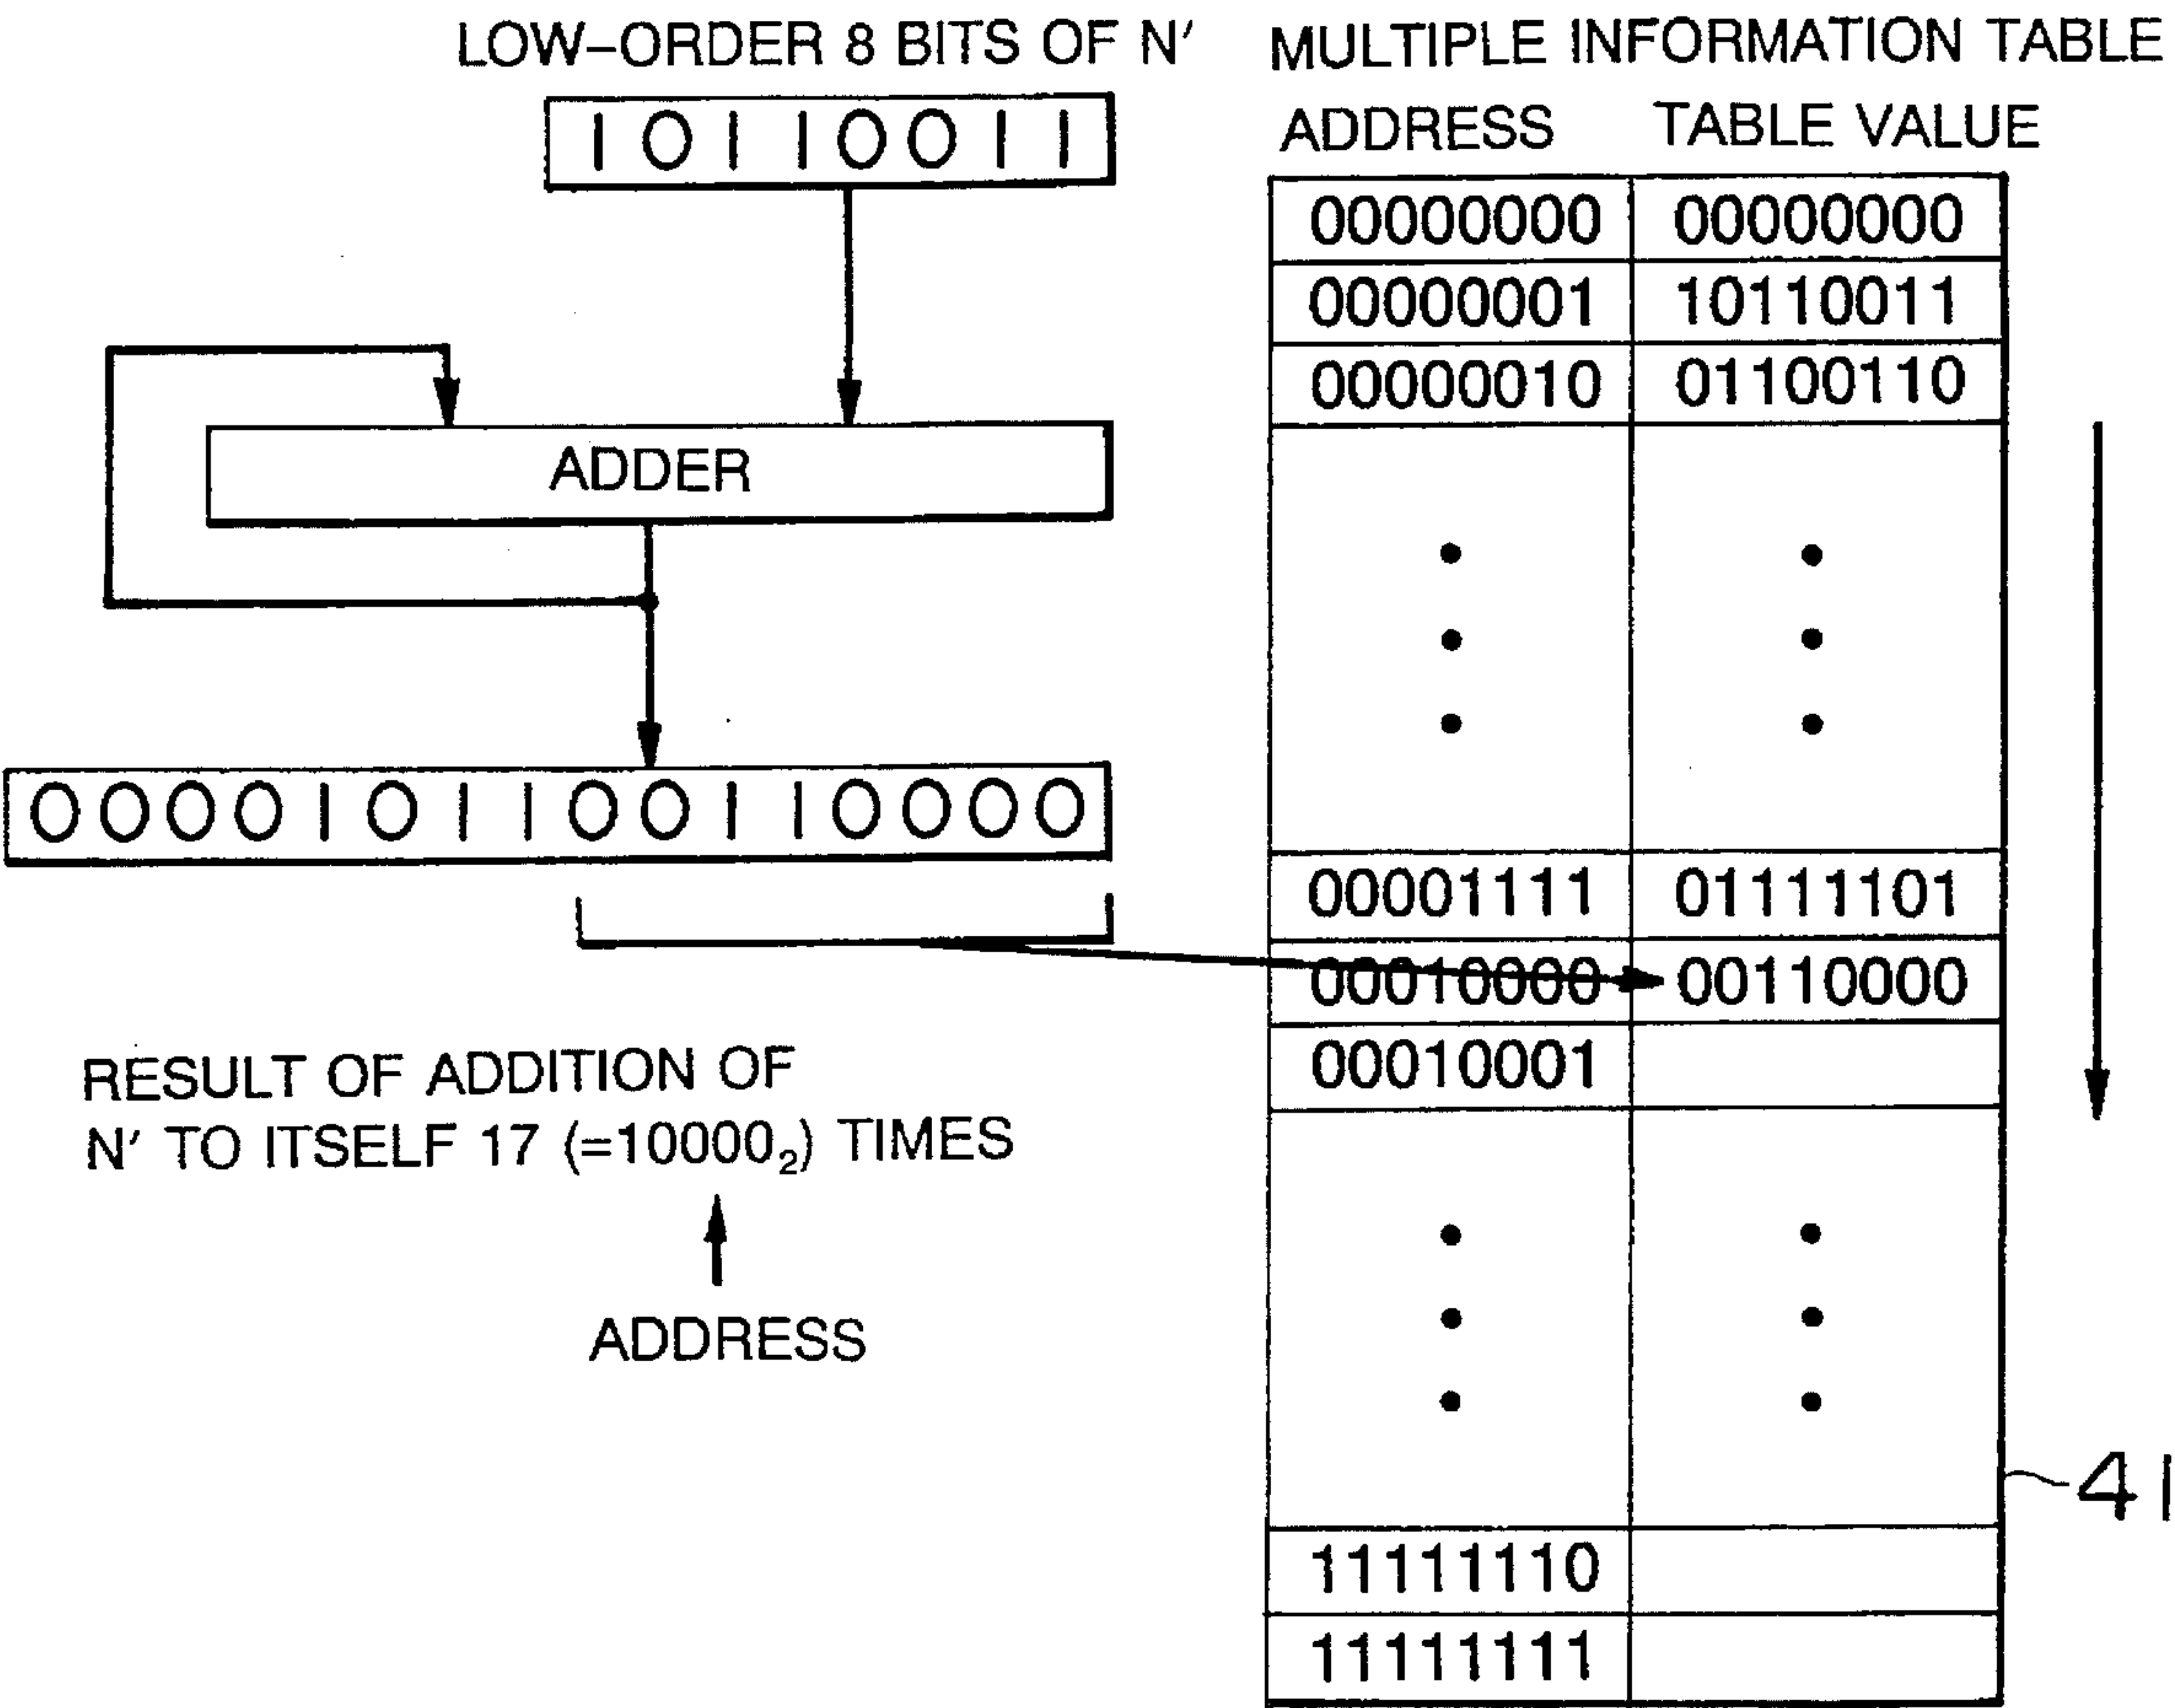 LOW-ORDER 8 BITS OF N'
10110011
ADDER
0000101100110000
RESULT OF ADDITION OF
N' TO ITSELF 17 (=10000₂) TIMES
ADDRESS
MULTIPLE INFORMATION TABLE
ADDRESS TABLE VALUE
00000000 00000000
00000001 10110011
00000010 01100110
00001111 01111101
00010000 00110000
00010001
41
11111110
11111111